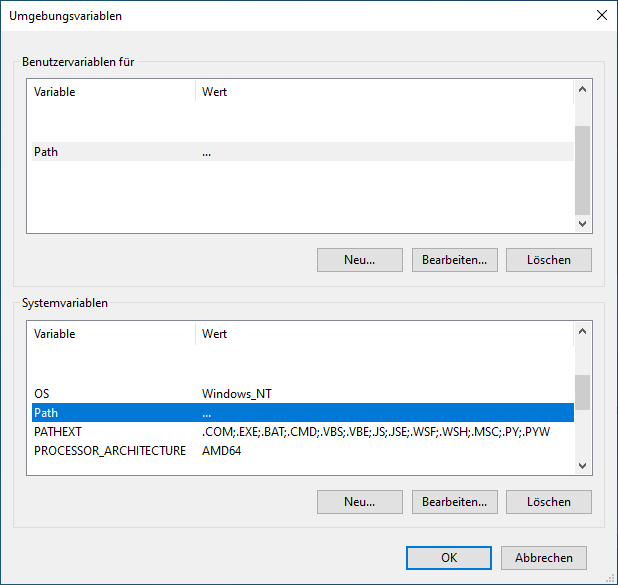 Umgebungsvariablen
Benutzervariablen für
Variable Wert
Path ...
Neu... Bearbeiten... Löschen
Systemvariablen
Variable Wert
OS Windows_NT
Path ...
PATHEXT .COM;.EXE;.BAT;.CMD;.VBS;.VBE;.JS;.JSE;.WSF;.WSH;.MSC;.PY;.PYW
PROCESSOR_ARCHITECTURE AMD64
Neu... Bearbeiten... Löschen
OK Abbrechen